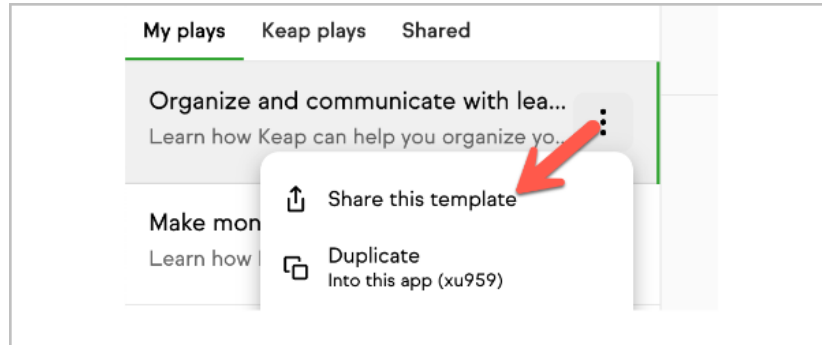 My plays Keap plays Shared
Organize and communicate with lea...
Learn how Keap can help you organize yo...
Share this template
Make mon
Learn how
Duplicate
Into this app (xu959)